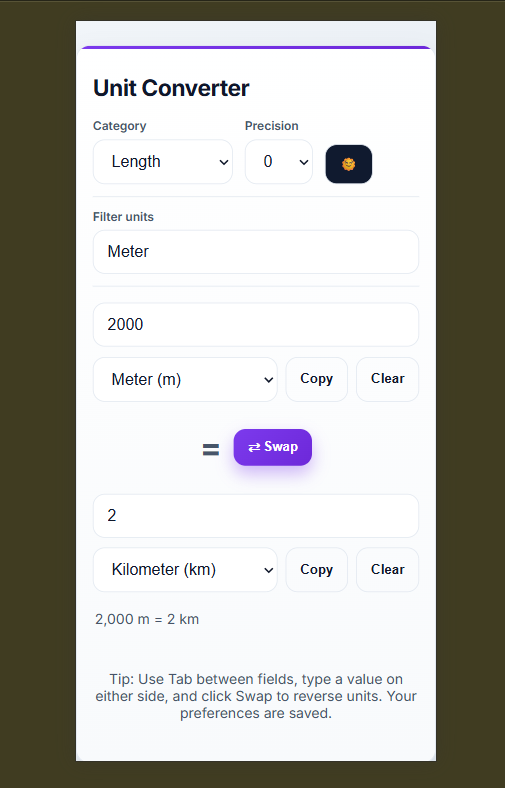 Unit Converter
Category Precision
Length 0
Filter units
Meter
2000
Meter (m) Copy Clear
= ⇄ Swap
2
Kilometer (km) Copy Clear
2,000 m = 2 km
Tip: Use Tab between fields, type a value on
either side, and click Swap to reverse units. Your
preferences are saved.